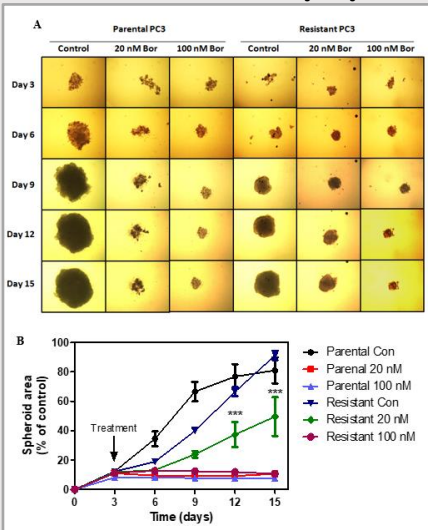 A
Parental PC3 Resistant PC3
Control 20 nM Bor 100 nM Bor Control 20 nM Bor 100 nM Bor
Day 3
Day 6
Day 9
Day 12
Day 15
B
Spheroid area
(% of control)
100
80
60
40
20
0
Treatment
***
***
0 3 6 9 12 15
Time (days)
Parental Con
Parenal 20 nM
Parental 100 nM
Resistant Con
Resistant 20 nM
Resistant 100 nM